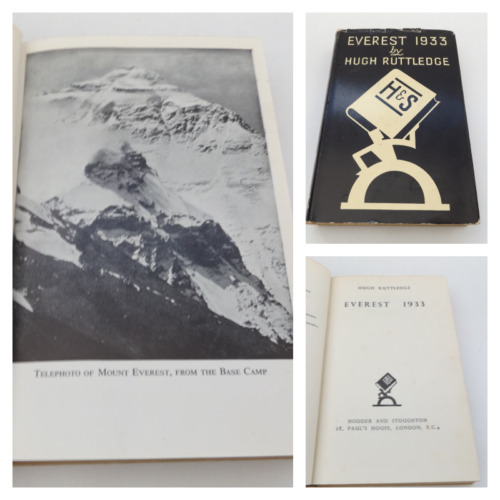 TELEPHOTO OF MOUNT EVEREST, FROM THE BASE CAMP
EVEREST 1933
by
HUGH RUTTLEDGE
H&S
HUGH RUTTLEDGE
EVEREST 1933
HODDER AND STOUGHTON
ST. PAUL'S HOUSE, LONDON, E.C.4